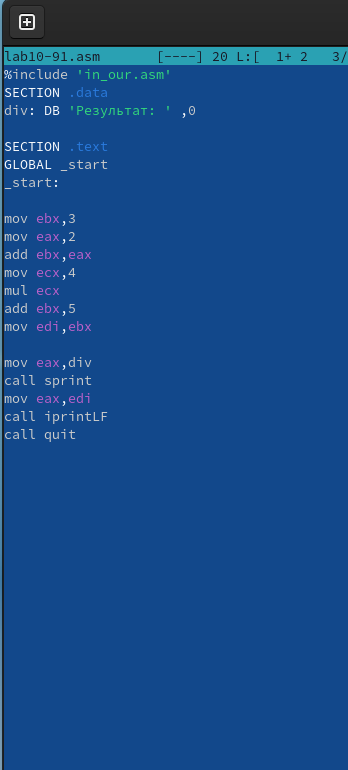 lab10-91.asm [----] 20 L:[ 1+ 2 3/
%include 'in_our.asm'
SECTION .data
div: DB 'Результат: ' ,0
SECTION .text
GLOBAL _start
_start:
mov ebx,3
mov eax,2
add ebx,eax
mov ecx,4
mul ecx
add ebx,5
mov edi,ebx
mov eax,div
call sprint
mov eax,edi
call iprintLF
call quit